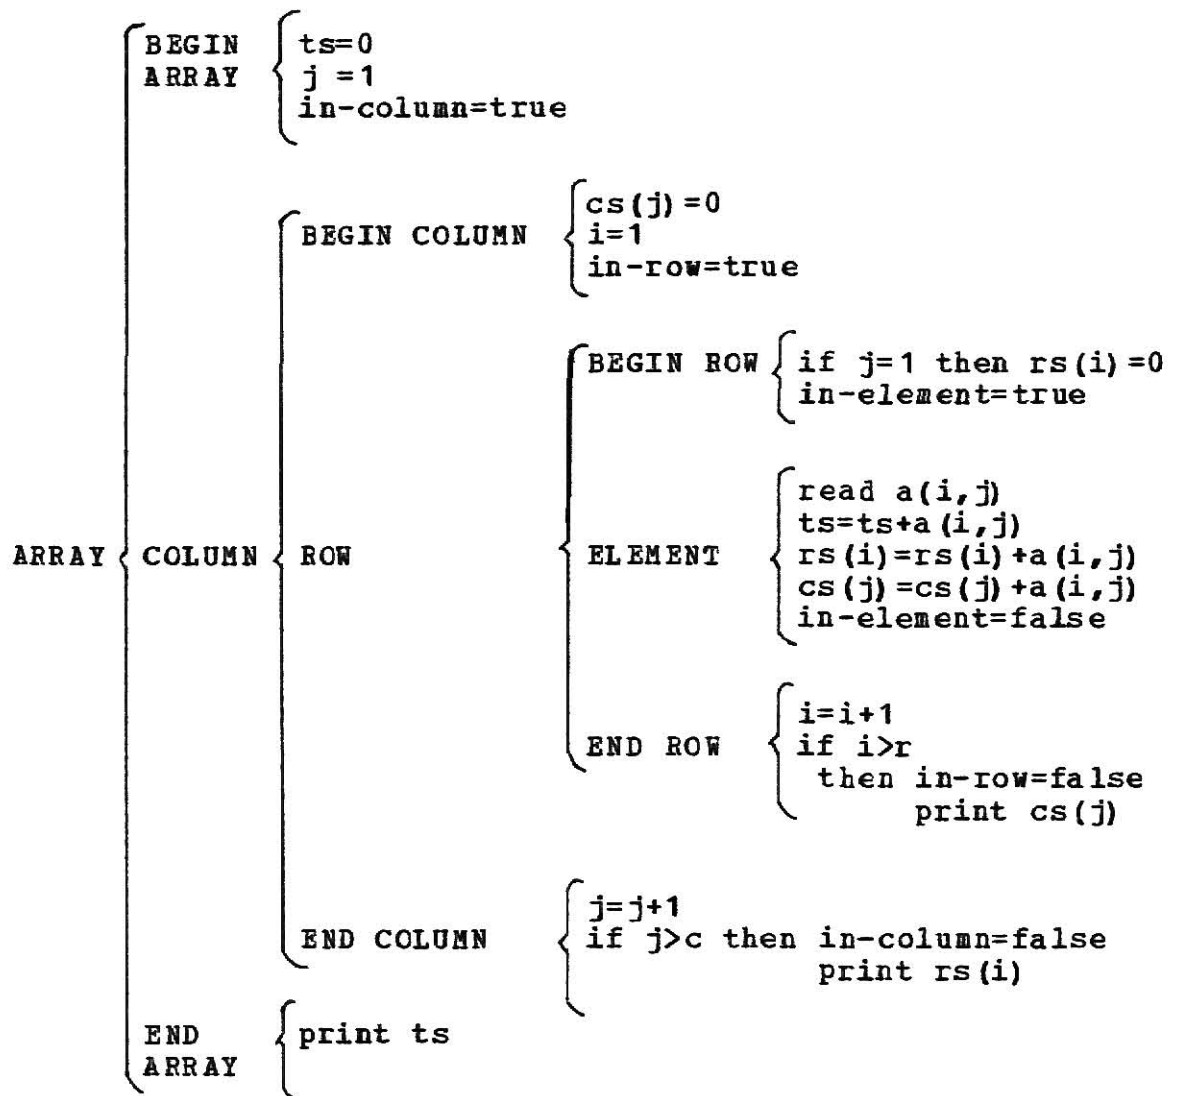 BEGIN ARRAY
ts=0
j =1
in-column=true
BEGIN COLUMN
cs(j)=0
i=1
in-row=true
BEGIN ROW
if j=1 then rs(i)=0
in-element=true
ARRAY
COLUMN
ROW
ELEMENT
read a(i,j)
ts=ts+a(i,j)
rs(i)=rs(i)+a(i,j)
cs(j)=cs(j)+a(i,j)
in-element=false
END ROW
i=i+1
if i>r
then in-row=false
print cs(j)
END COLUMN
j=j+1
if j>c then in-column=false
print rs(i)
END ARRAY
print ts